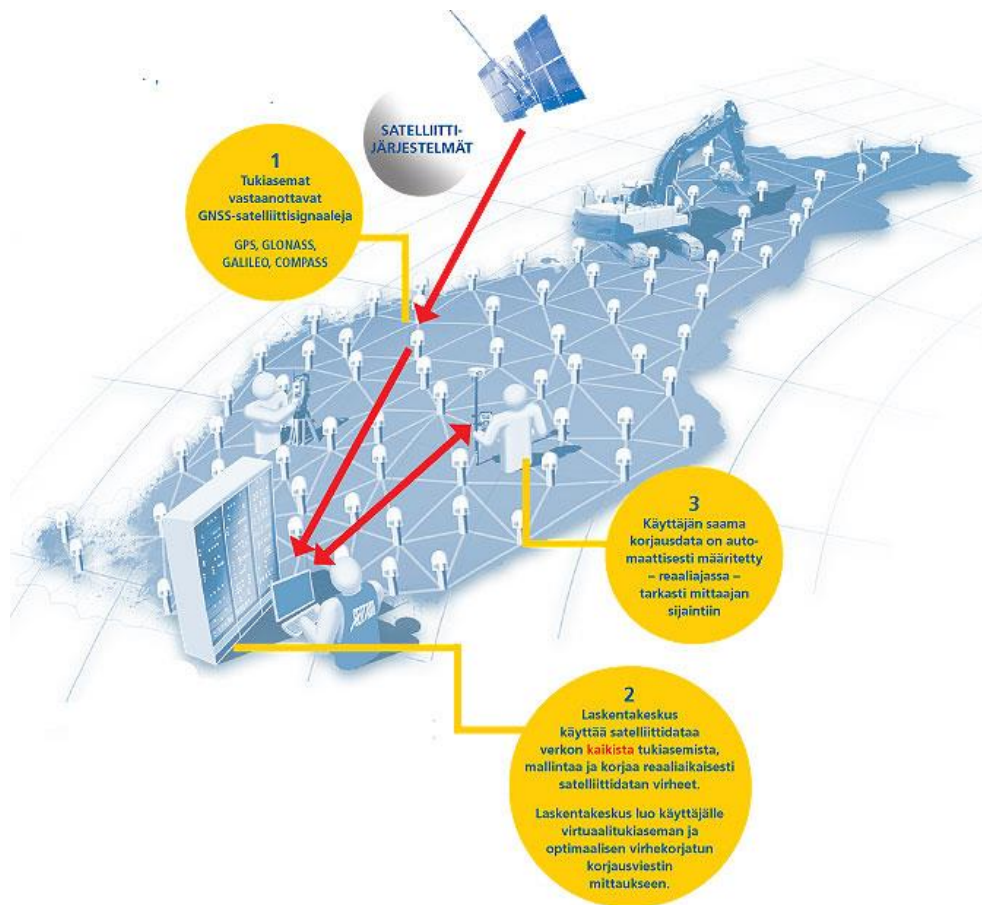 SATELLIITTI-
JÄRJESTELMÄT
1
Tukiasemat
vastaanottavat
GNSS-satelliittisignaaleja
GPS, GLONASS,
GALILEO, COMPASS
3
Käyttäjän saama
korjausdata on auto-
maattisesti määritetty
– reaaliajassa –
tarkasti mittaajan
sijaintiin
2
Laskentakeskus
käyttää satelliittidataa
verkon kaikista tukiasemista,
mallintaa ja korjaa reaaliaikaisesti
satelliittidatan virheet.
Laskentakeskus luo käyttäjälle
virtuaalitukiaseman ja
optimaalisen virhekorjatun
korjausviestin
mittaukseen.